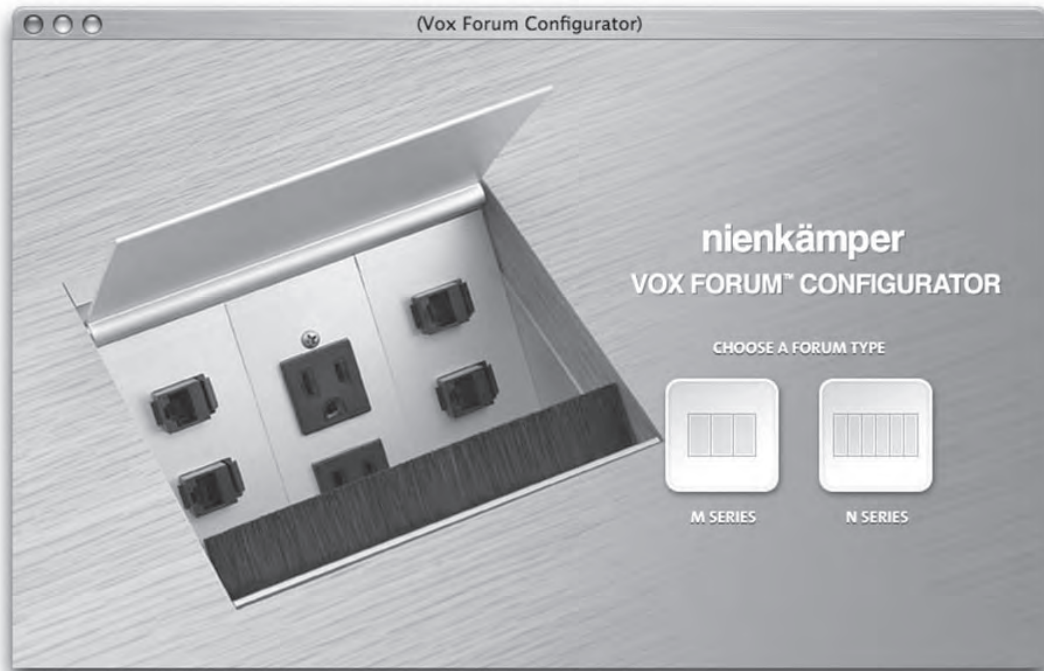 (Vox Forum Configurator)
nienkämper
VOX FORUM™ CONFIGURATOR
CHOOSE A FORUM TYPE
M SERIES
N SERIES